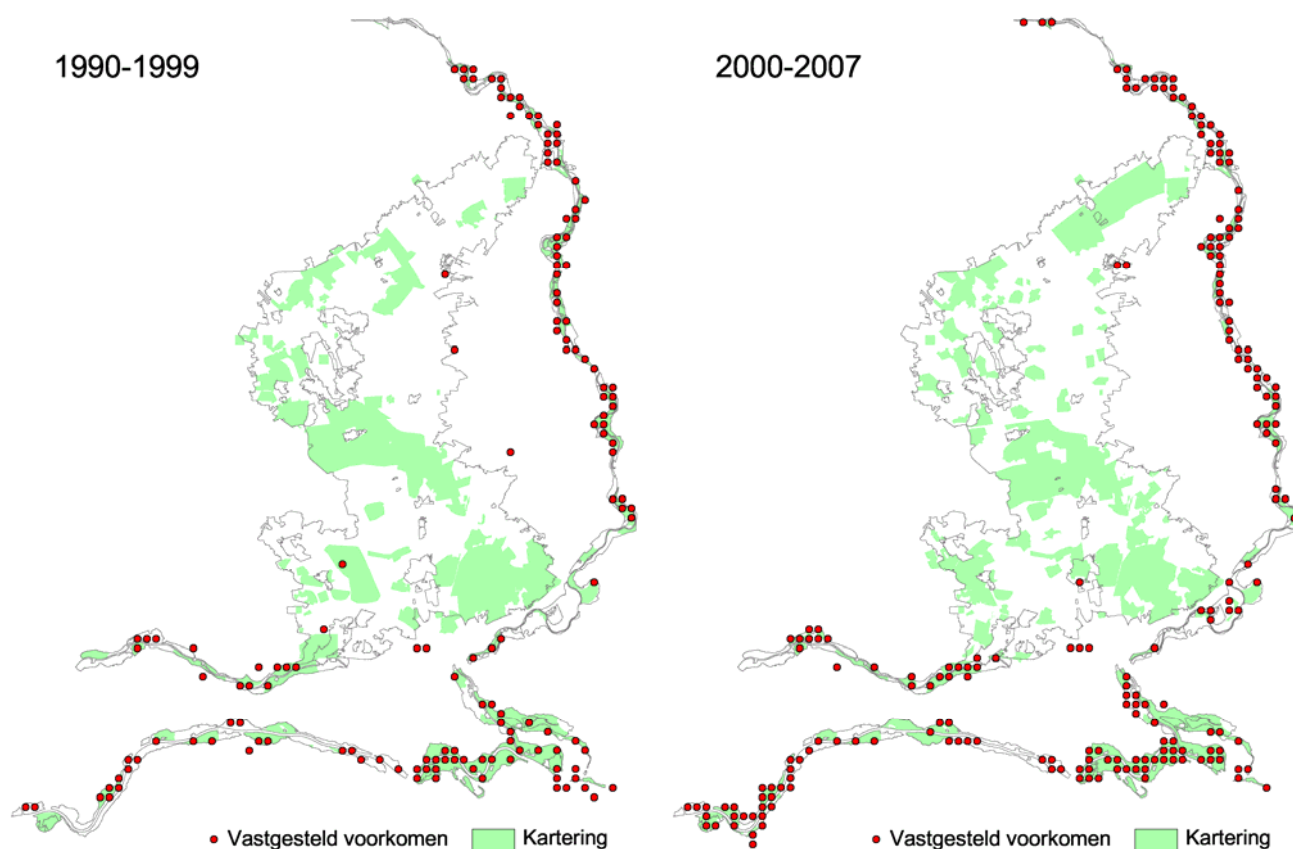 1990-1999
2000-2007
Vastgesteld voorkomen
Kartering
Vastgesteld voorkomen
Kartering